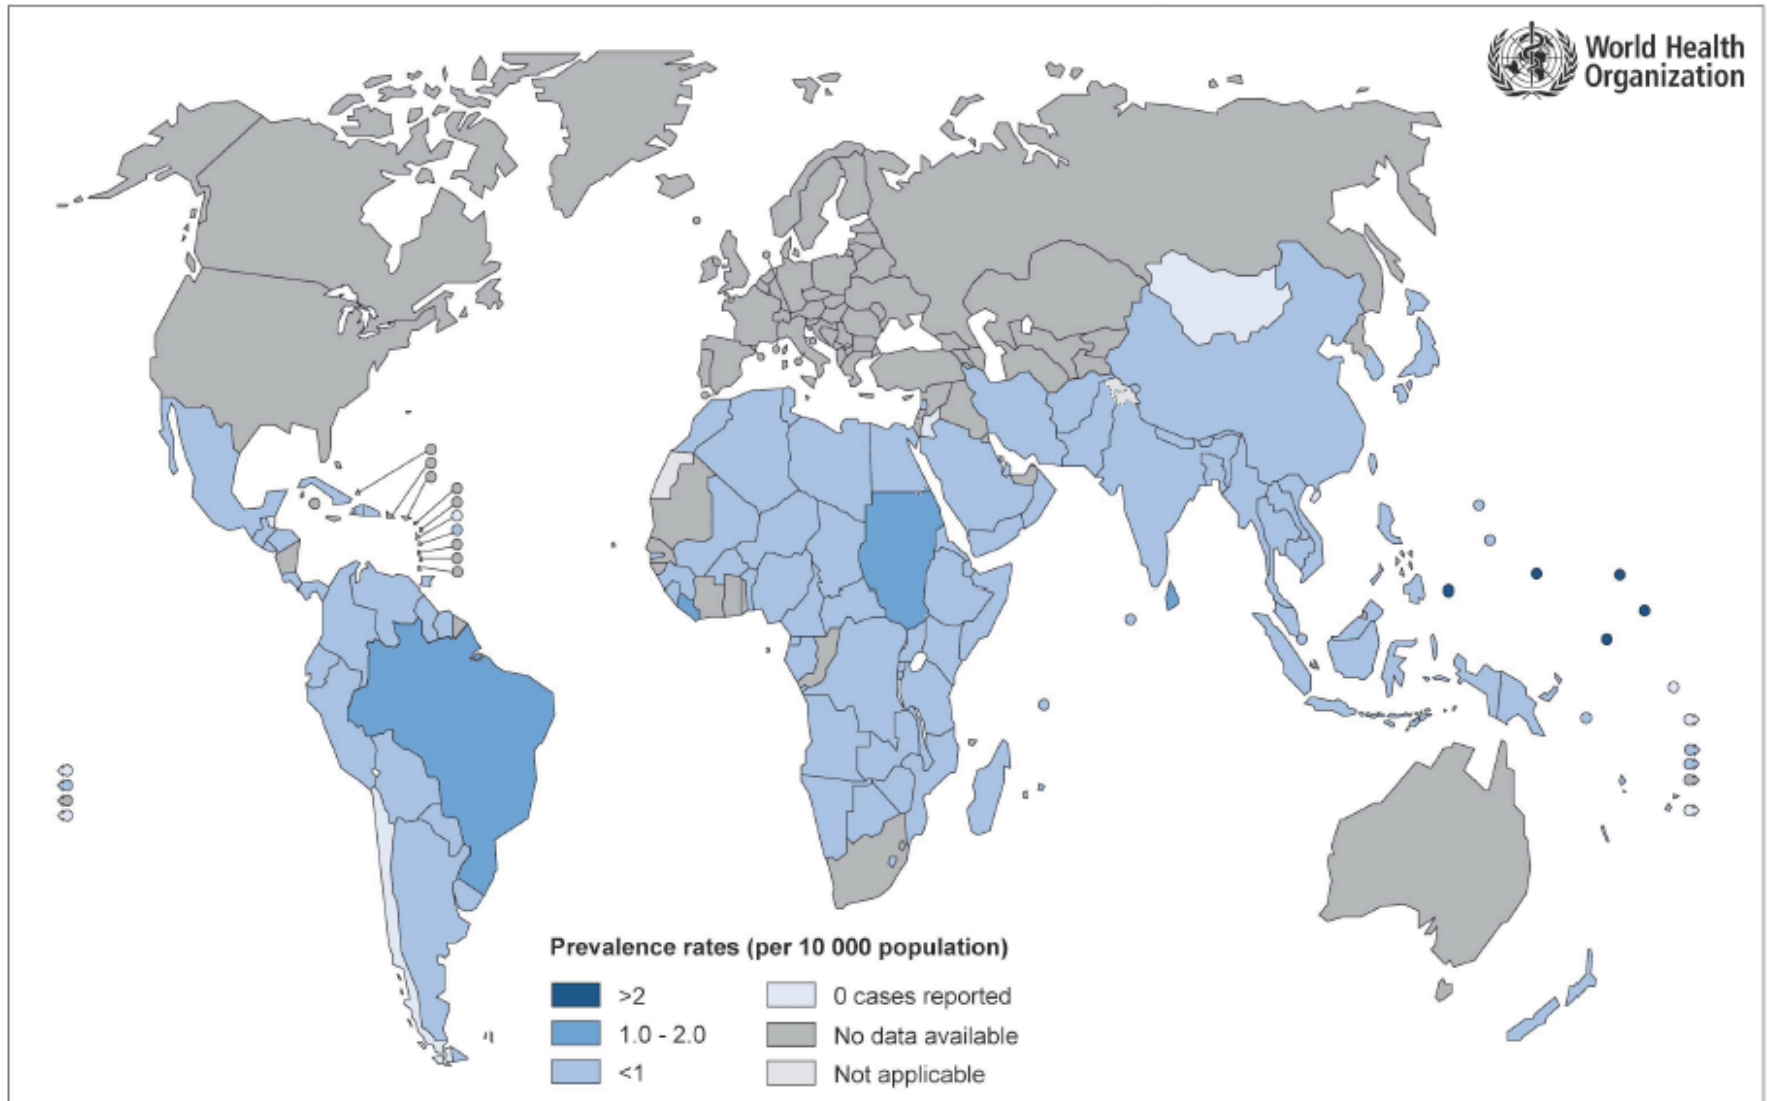 World Health
Organization
Prevalence rates (per 10 000 population)
>2
1.0 - 2.0
<1
0 cases reported
No data available
Not applicable